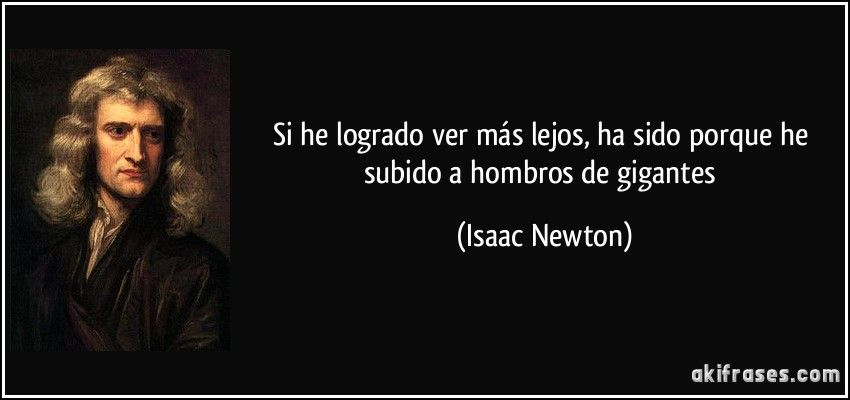 Si he logrado ver más lejos, ha sido porque he
subido a hombros de gigantes
(Isaac Newton)
akifrases.com